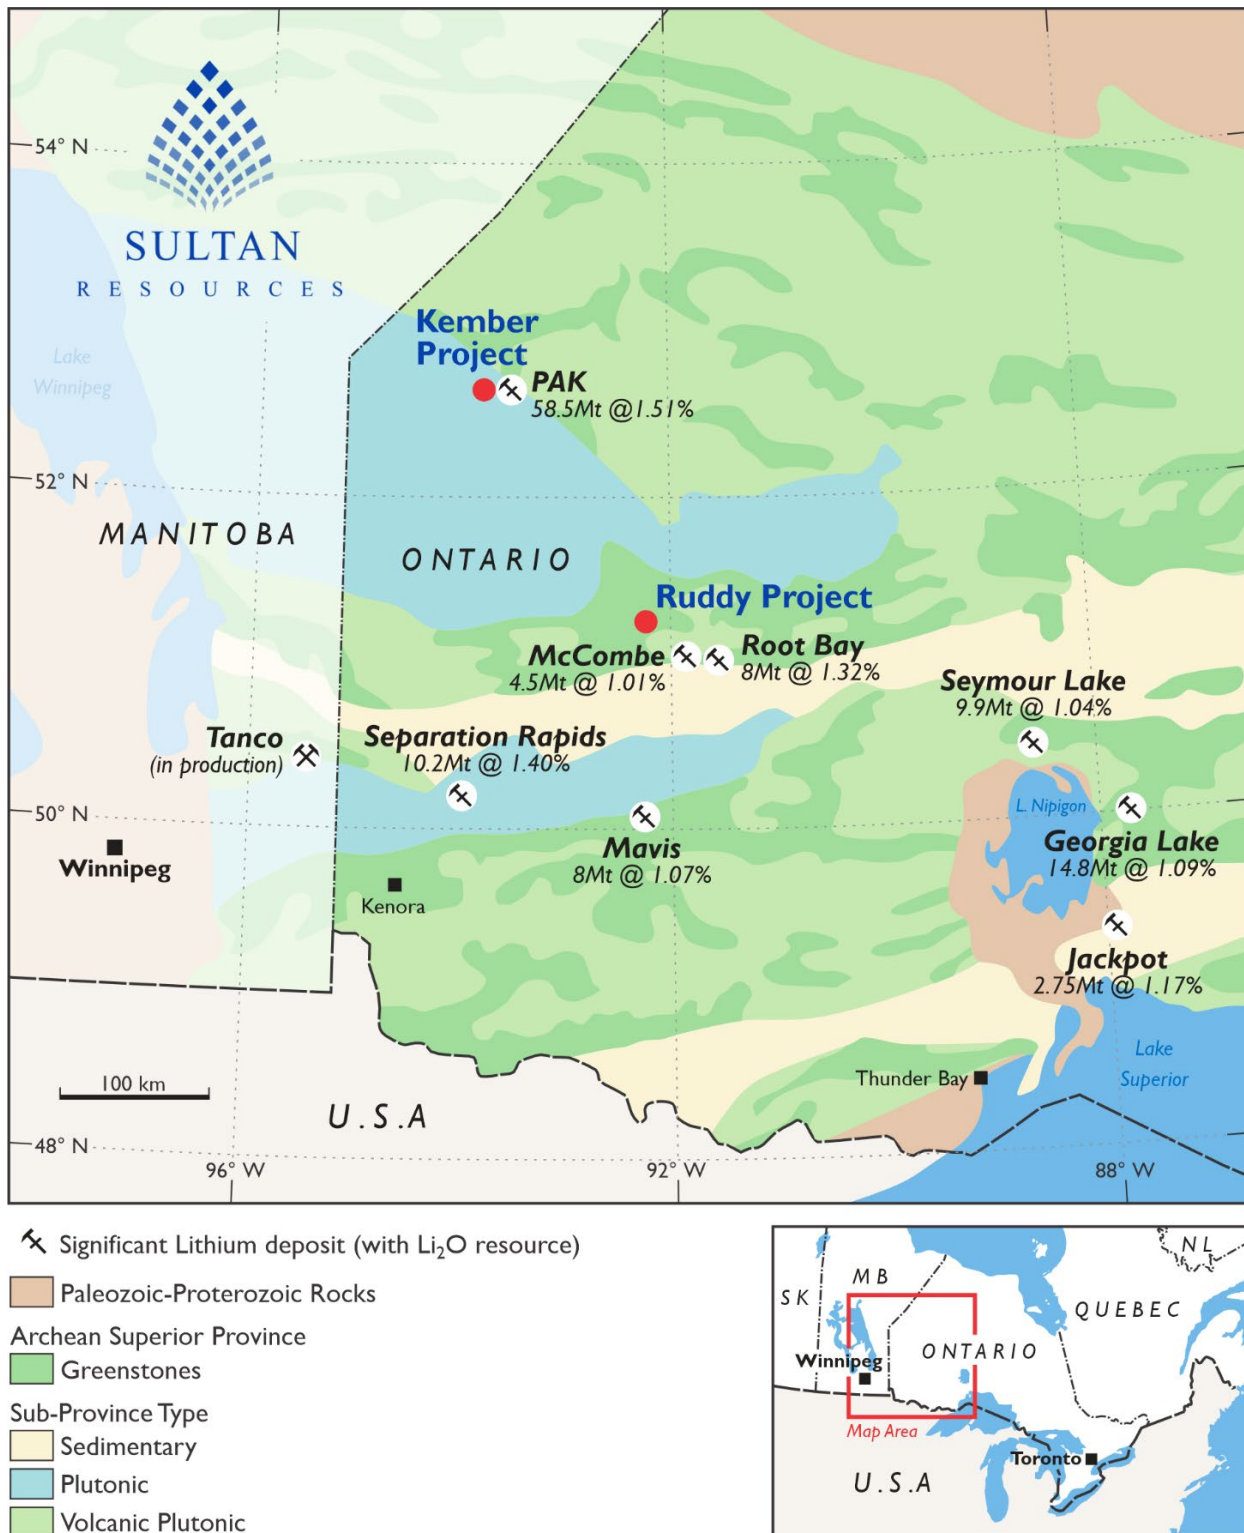 54° N
SULTAN
RESOURCES
Lake
Winnipeg
Kember
Project
PAK
58.5Mt @1.51%
52° N
MANITOBA
ONTARIO
Ruddy Project
McCombe
4.5Mt @ 1.01%
Root Bay
8Mt @ 1.32%
Seymour Lake
9.9Mt @ 1.04%
Tanco
(in production)
Separation Rapids
10.2Mt @ 1.40%
50° N
L. Nipigon
Winnipeg
Mavis
8Mt @ 1.07%
Georgia Lake
14.8Mt @ 1.09%
Kenora
Jackpot
2.75Mt @ 1.17%
Lake
Superior
Thunder Bay
100 km
U.S.A
48° N
96° W
92° W
88° W
Significant Lithium deposit (with Li₂O resource)
Paleozoic-Proterozoic Rocks
Archean Superior Province
Greenstones
Sub-Province Type
Sedimentary
Plutonic
Volcanic Plutonic
NL
MB
SK
QUEBEC
ONTARIO
Winnipeg
Map Area
Toronto
U.S.A